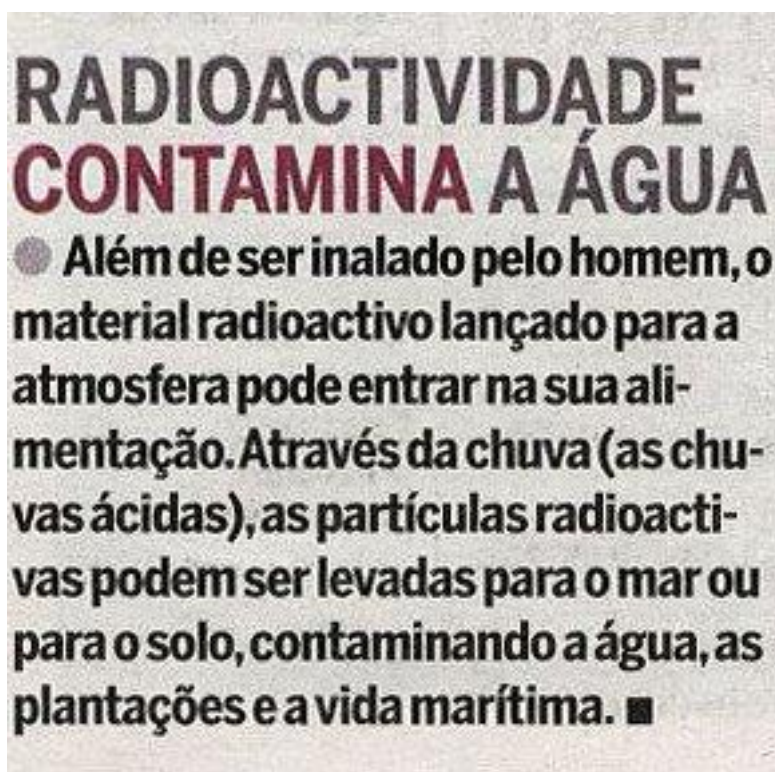 RADIOACTIVIDADE
CONTAMINA A ÁGUA
● Além de ser inalado pelo homem, o
material radioactivo lançado para a
atmosfera pode entrar na sua ali-
mentação. Através da chuva (as chu-
vas ácidas), as partículas radioacti-
vas podem ser levadas para o mar ou
para o solo, contaminando a água, as
plantações e a vida marítima. ■